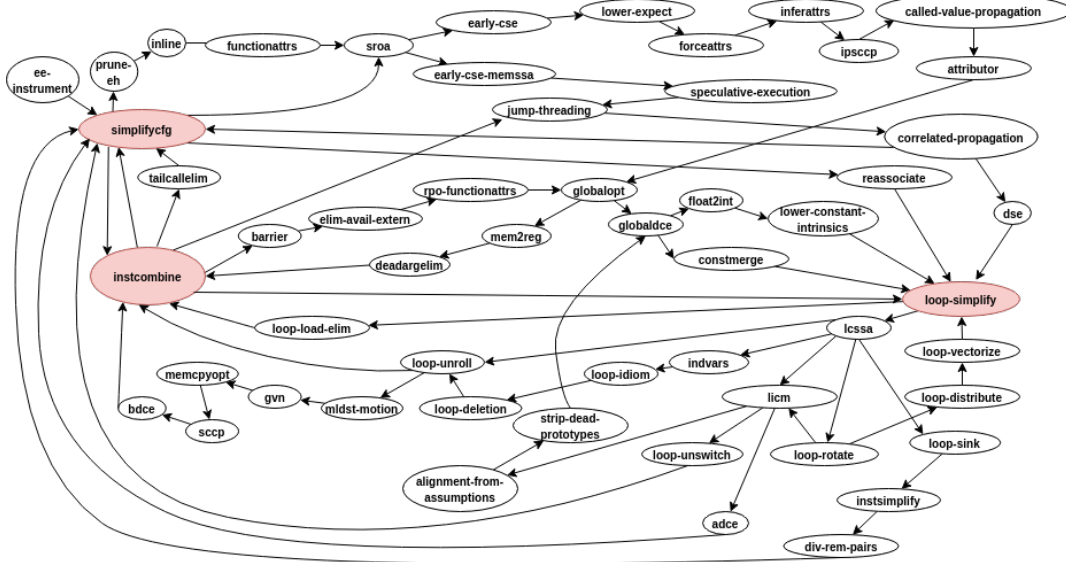 early-cse
lower-expect
inferattrs
called-value-propagation
inline
functionattrs
sroa
forceattrs
ipsccp
ee-
instrument
prune-
eh
early-cse-memssa
attributor
speculative-execution
jump-threading
simplifycfg
correlated-propagation
tailcallelim
reassociate
rpo-functionattrs
globalopt
float2int
dse
elim-avail-extern
globaldce
lower-constant-
intrinsics
barrier
mem2reg
deadargelim
constmerge
instcombine
loop-simplify
loop-load-elim
lcssa
loop-unroll
indvars
loop-vectorize
memcpyopt
loop-idiom
gvn
bdce
mldst-motion
loop-deletion
licm
loop-distribute
sccp
strip-dead-
prototypes
loop-unswitch
loop-rotate
loop-sink
alignment-from-
assumptions
instsimplify
adce
div-rem-pairs